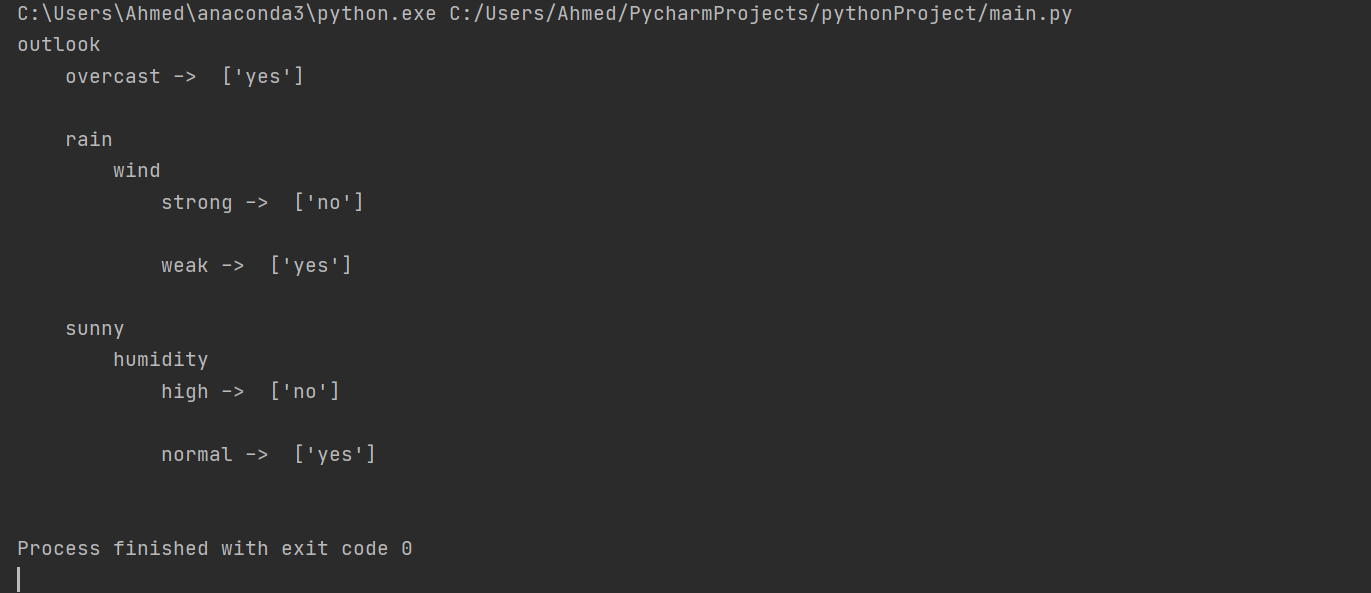 C:\Users\Ahmed\anaconda3\python.exe C:/Users/Ahmed/PycharmProjects/pythonProject/main.py
outlook
    overcast ->  ['yes']

    rain
        wind
            strong ->  ['no']

            weak ->  ['yes']

    sunny
        humidity
            high ->  ['no']

            normal ->  ['yes']


Process finished with exit code 0